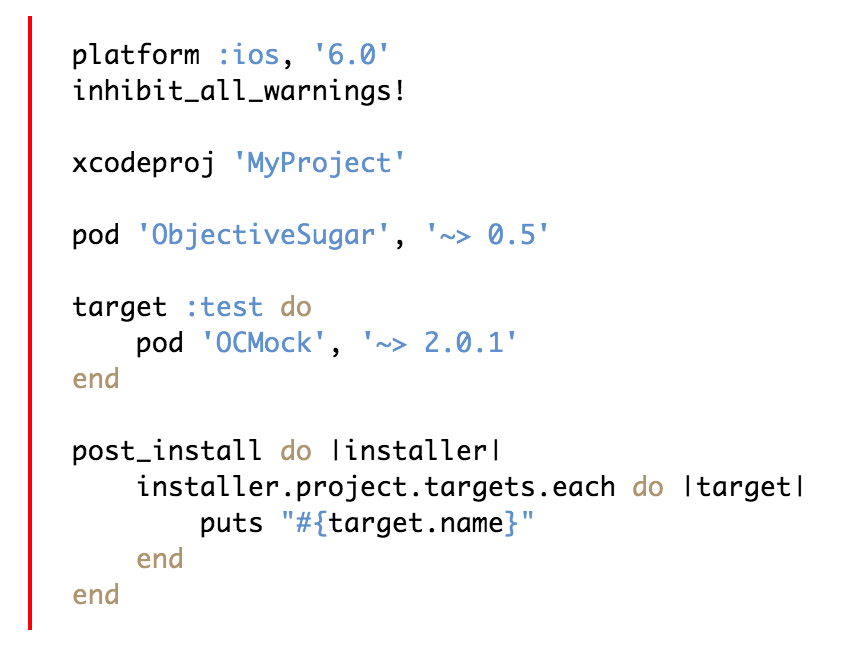 platform :ios, '6.0'
inhibit_all_warnings!
xcodeproj 'MyProject'
pod 'ObjectiveSugar', '~> 0.5'
target :test do
    pod 'OCMock', '~> 2.0.1'
end
post_install do |installer|
    installer.project.targets.each do |target|
        puts "#{target.name}"
    end
end